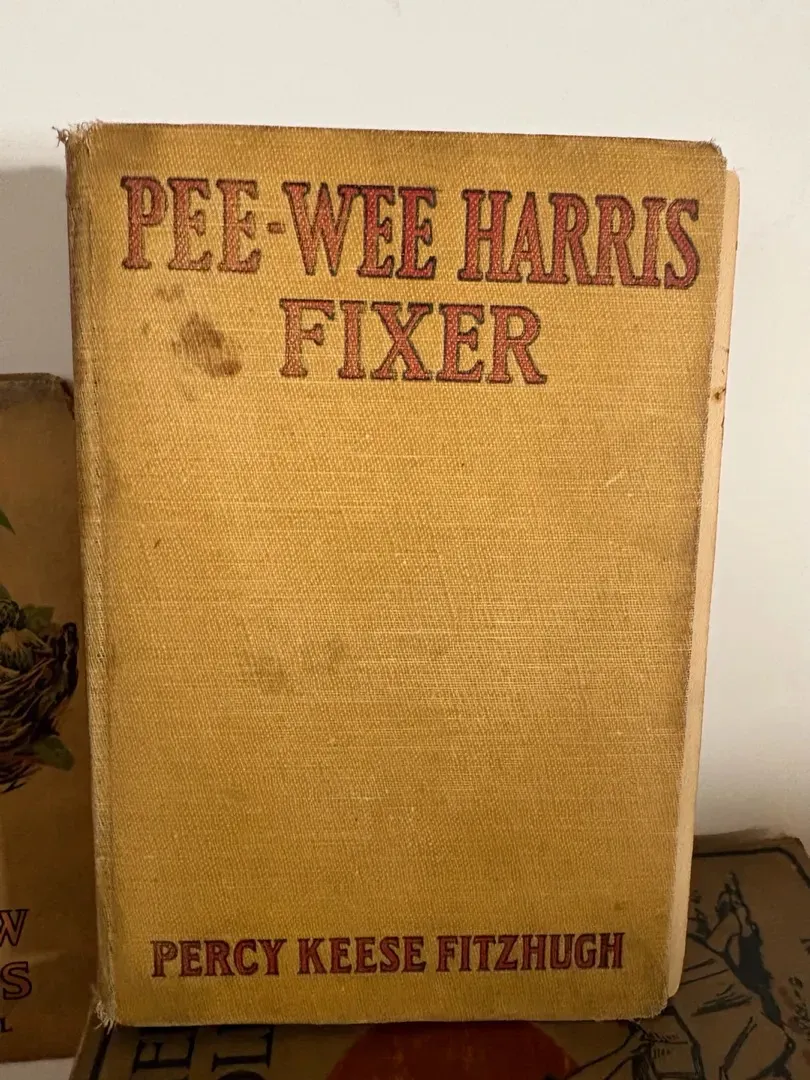 PEE-WEE HARRIS
FIXER
PERCY KEESE FITZHUGH
W
S
L